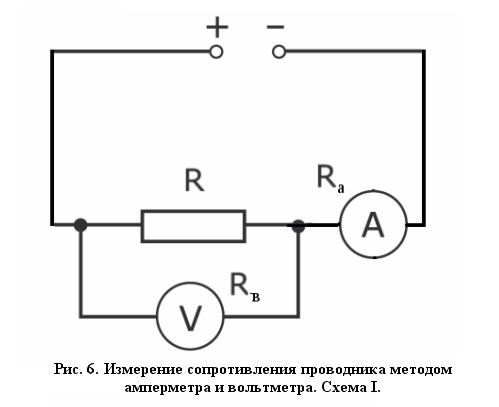 + −
R
Rа
A
V
Rв
Рис. 6. Измерение сопротивления проводника методом
амперметра и вольтметра. Схема I.